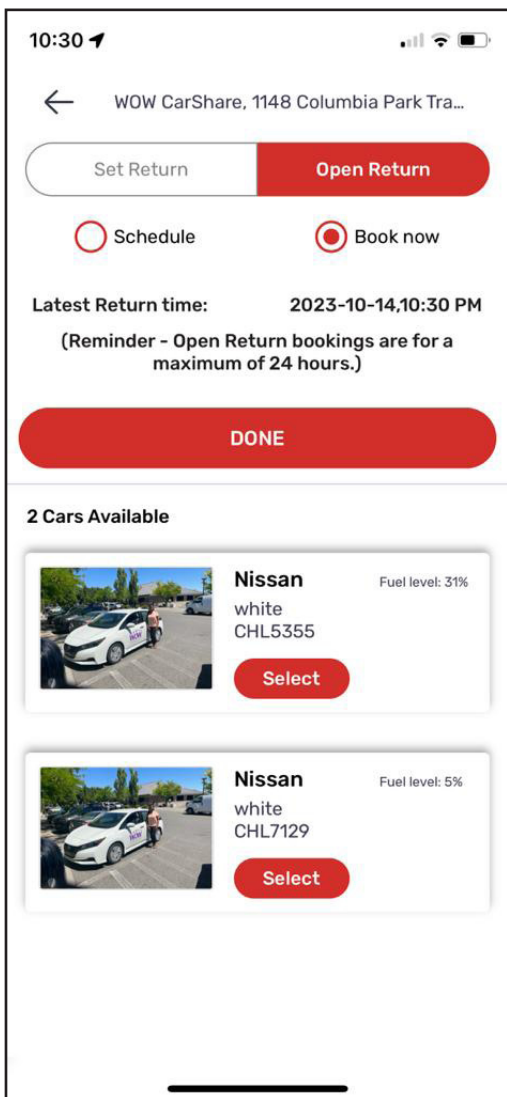 10:30
WOW CarShare, 1148 Columbia Park Tra...
Set Return
Open Return
Schedule
Book now
Latest Return time:
2023-10-14,10:30 PM
(Reminder - Open Return bookings are for a
maximum of 24 hours.)
DONE
2 Cars Available
Nissan
Fuel level: 31%
white
CHL5355
Select
WOW
Nissan
Fuel level: 5%
white
CHL7129
Select
WOW